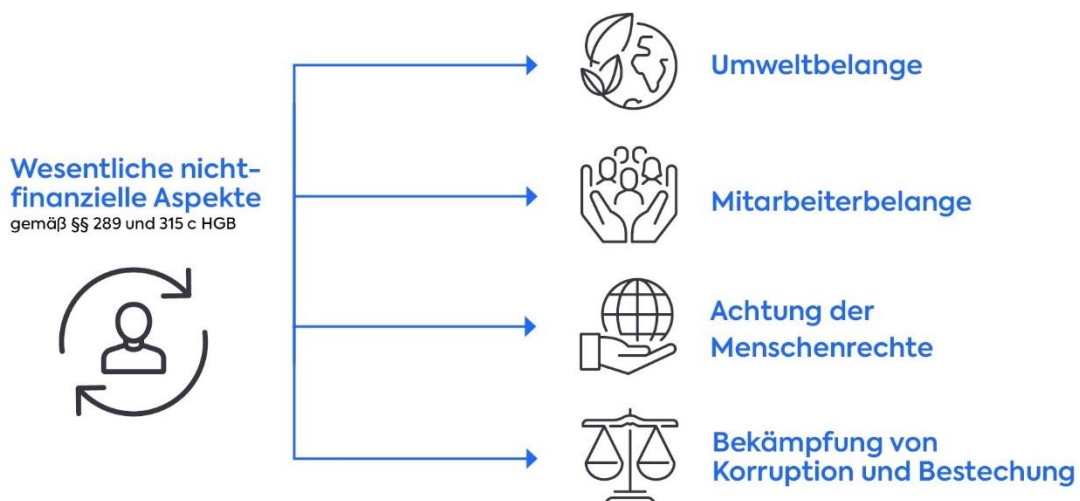 Wesentliche nicht-
finanzielle Aspekte
gemäß §§ 289 und 315 c HGB
Umweltbelange
Mitarbeiterbelange
Achtung der
Menschenrechte
Bekämpfung von
Korruption und Bestechung